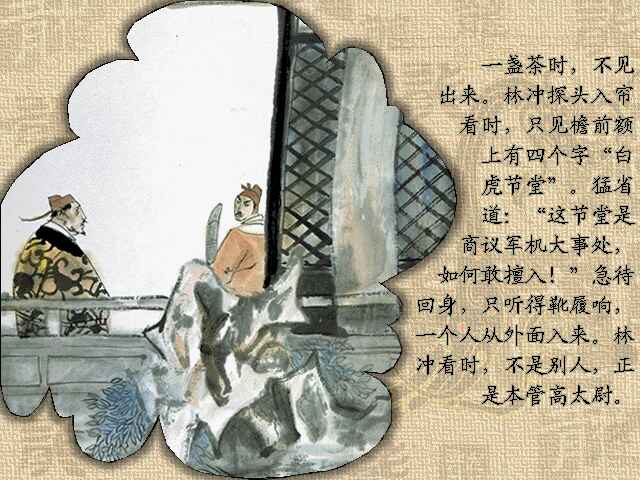 一盏茶时，不见
出来。林冲探头入帘
看时，只见檐前额
上有四个字“白
虎节堂”。猛省
道：“这节堂是
商议军机大事处，
如何敢擅入！”急待
回身，只听得靴履响，
一个人从外面入来。林
冲看时，不是别人，正
是本管高太尉。